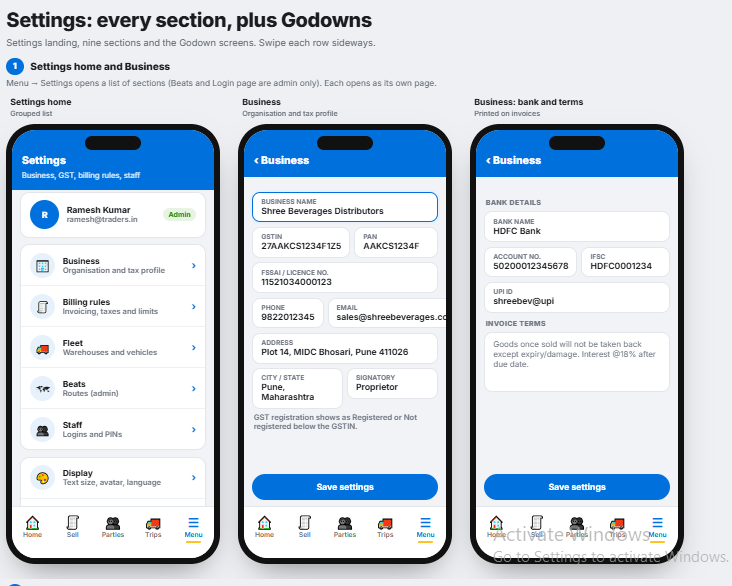 Settings: every section, plus Godowns
Settings landing, nine sections and the Godown screens. Swipe each row sideways.
1 Settings home and Business
Menu → Settings opens a list of sections (Beats and Login page are admin only). Each opens as its own page.
Settings home
Grouped list
Settings
Business, GST, billing rules, staff
R
Ramesh Kumar
ramesh@traders.in
Admin
Business
Organisation and tax profile
Billing rules
Invoicing, taxes and limits
Fleet
Warehouses and vehicles
Beats
Routes (admin)
Staff
Logins and PINs
Display
Text size, avatar, language
Home Sell Parties Trips Menu
Business
Organisation and tax profile
‹ Business
BUSINESS NAME
Shree Beverages Distributors
GSTIN
27AAKCS1234F1Z5
PAN
AAKCS1234F
FSSAI / LICENCE NO.
11521034000123
PHONE
9822012345
EMAIL
sales@shreebeverages.co
ADDRESS
Plot 14, MIDC Bhosari, Pune 411026
CITY / STATE
Pune,
Maharashtra
SIGNATORY
Proprietor
GST registration shows as Registered or Not
registered below the GSTIN.
Save settings
Home Sell Parties Trips Menu
Business: bank and terms
Printed on invoices
‹ Business
BANK DETAILS
BANK NAME
HDFC Bank
ACCOUNT NO.
50200012345678
IFSC
HDFC0001234
UPI ID
shreebev@upi
INVOICE TERMS
Goods once sold will not be taken back
except expiry/damage. Interest @18% after
due date.
Save settings
Home Sell Parties Trips Menu
Activate Windows
Go to Settings to activate Windows.